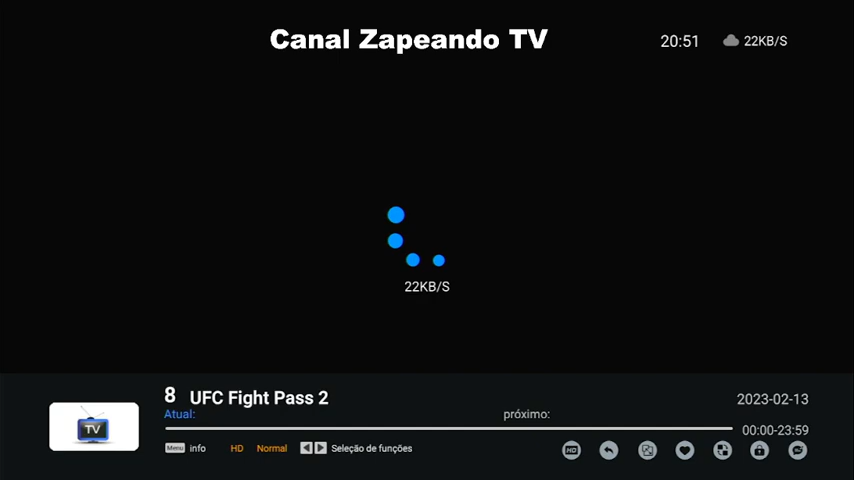 Canal Zapeando TV
20:51
22KB/S
22KB/S
8 UFC Fight Pass 2
2023-02-13
Atual:
próximo:
00:00-23:59
TV
Menu info HD Normal Seleção de funções
HD